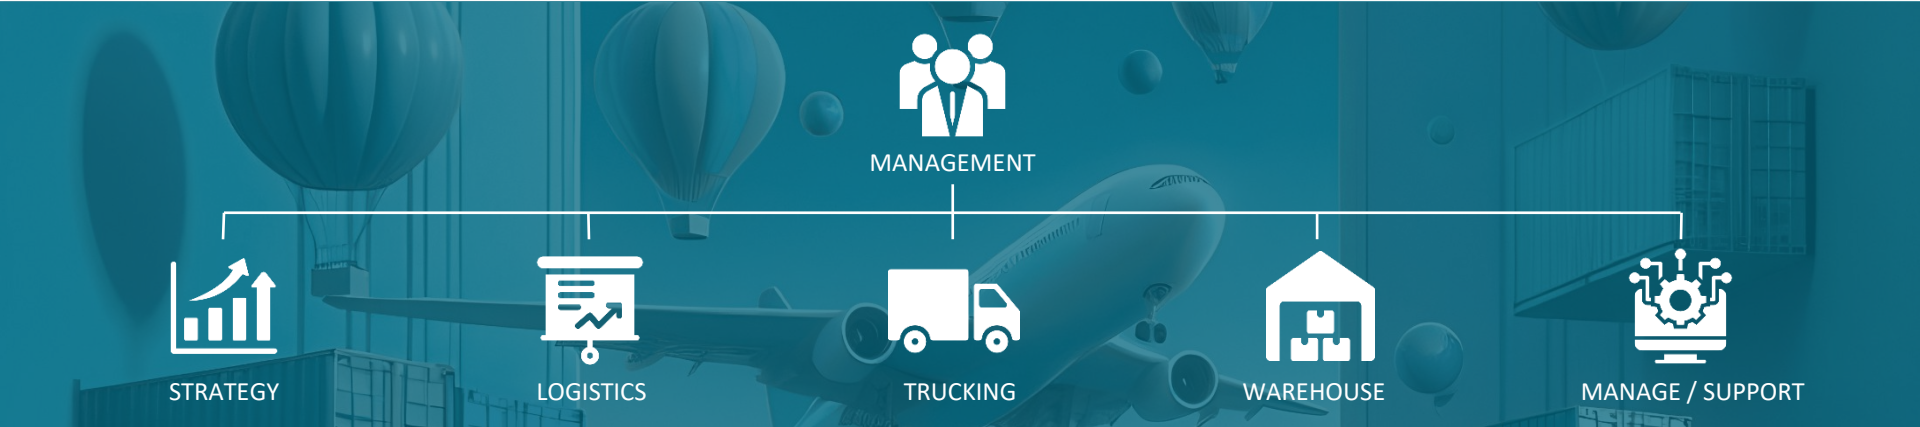 MANAGEMENT
STRATEGY
LOGISTICS
TRUCKING
WAREHOUSE
MANAGE / SUPPORT